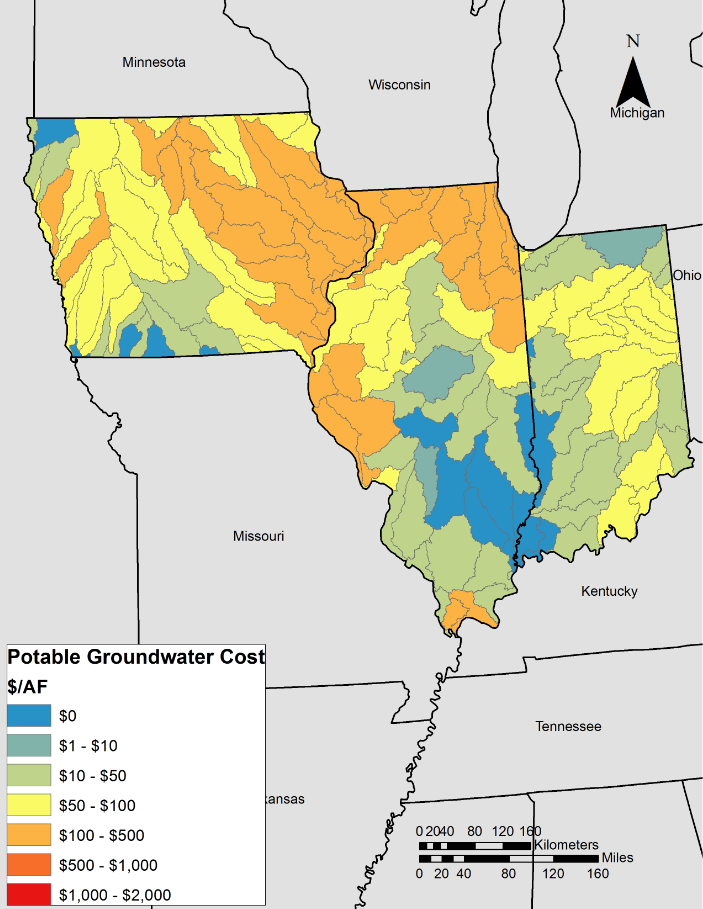 N
Minnesota
Wisconsin
Michigan
Ohio
Missouri
Kentucky
Potable Groundwater Cost
$/AF
$0
$1 - $10
$10 - $50
$50 - $100
$100 - $500
$500 - $1,000
$1,000 - $2,000
Tennessee
kansas
0 20 40 80 120 160
Kilometers
Miles
0 20 40 80 120 160